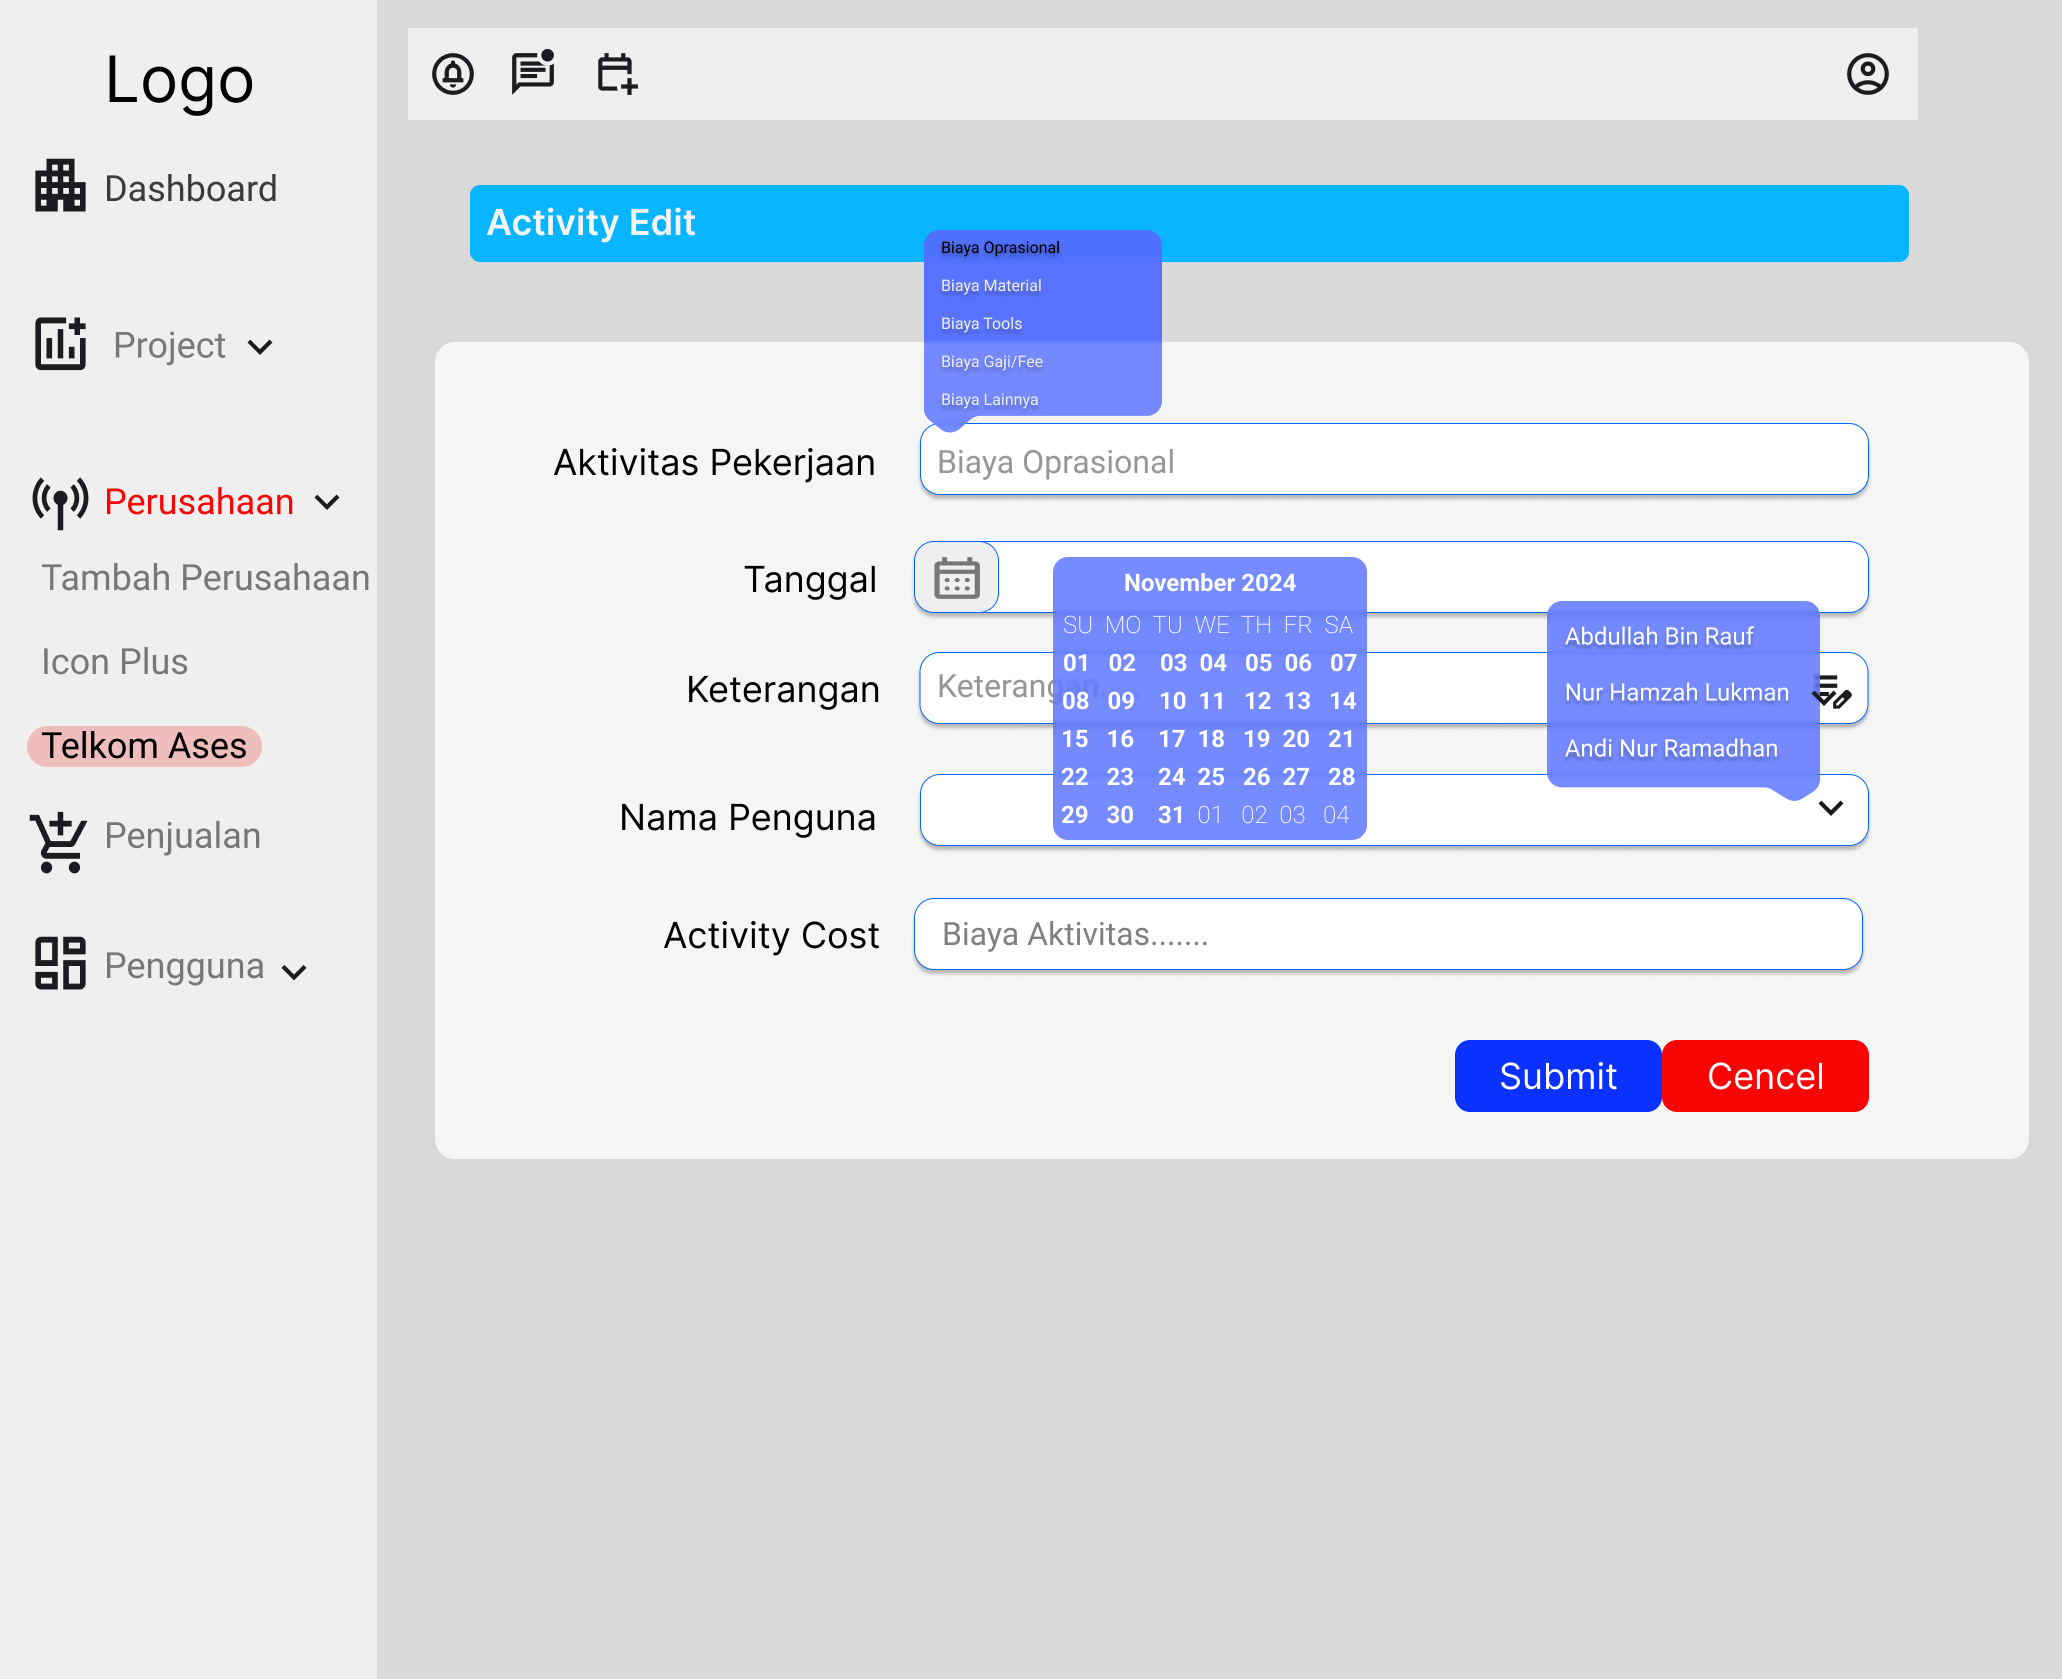 Logo
Dashboard
Project
Perusahaan
Tambah Perusahaan
Icon Plus
Telkom Ases
Penjualan
Pengguna
Activity Edit
Biaya Oprasional
Biaya Material
Biaya Tools
Biaya Gaji/Fee
Biaya Lainnya
Aktivitas Pekerjaan
Biaya Oprasional
Tanggal
November 2024
SU MO TU WE TH FR SA
01 02 03 04 05 06 07
08 09 10 11 12 13 14
15 16 17 18 19 20 21
22 23 24 25 26 27 28
29 30 31 01 02 03 04
Keterangan
Keterangan
Abdullah Bin Rauf
Nur Hamzah Lukman
Andi Nur Ramadhan
Nama Penguna
Activity Cost
Biaya Aktivitas.......
Submit
Cencel